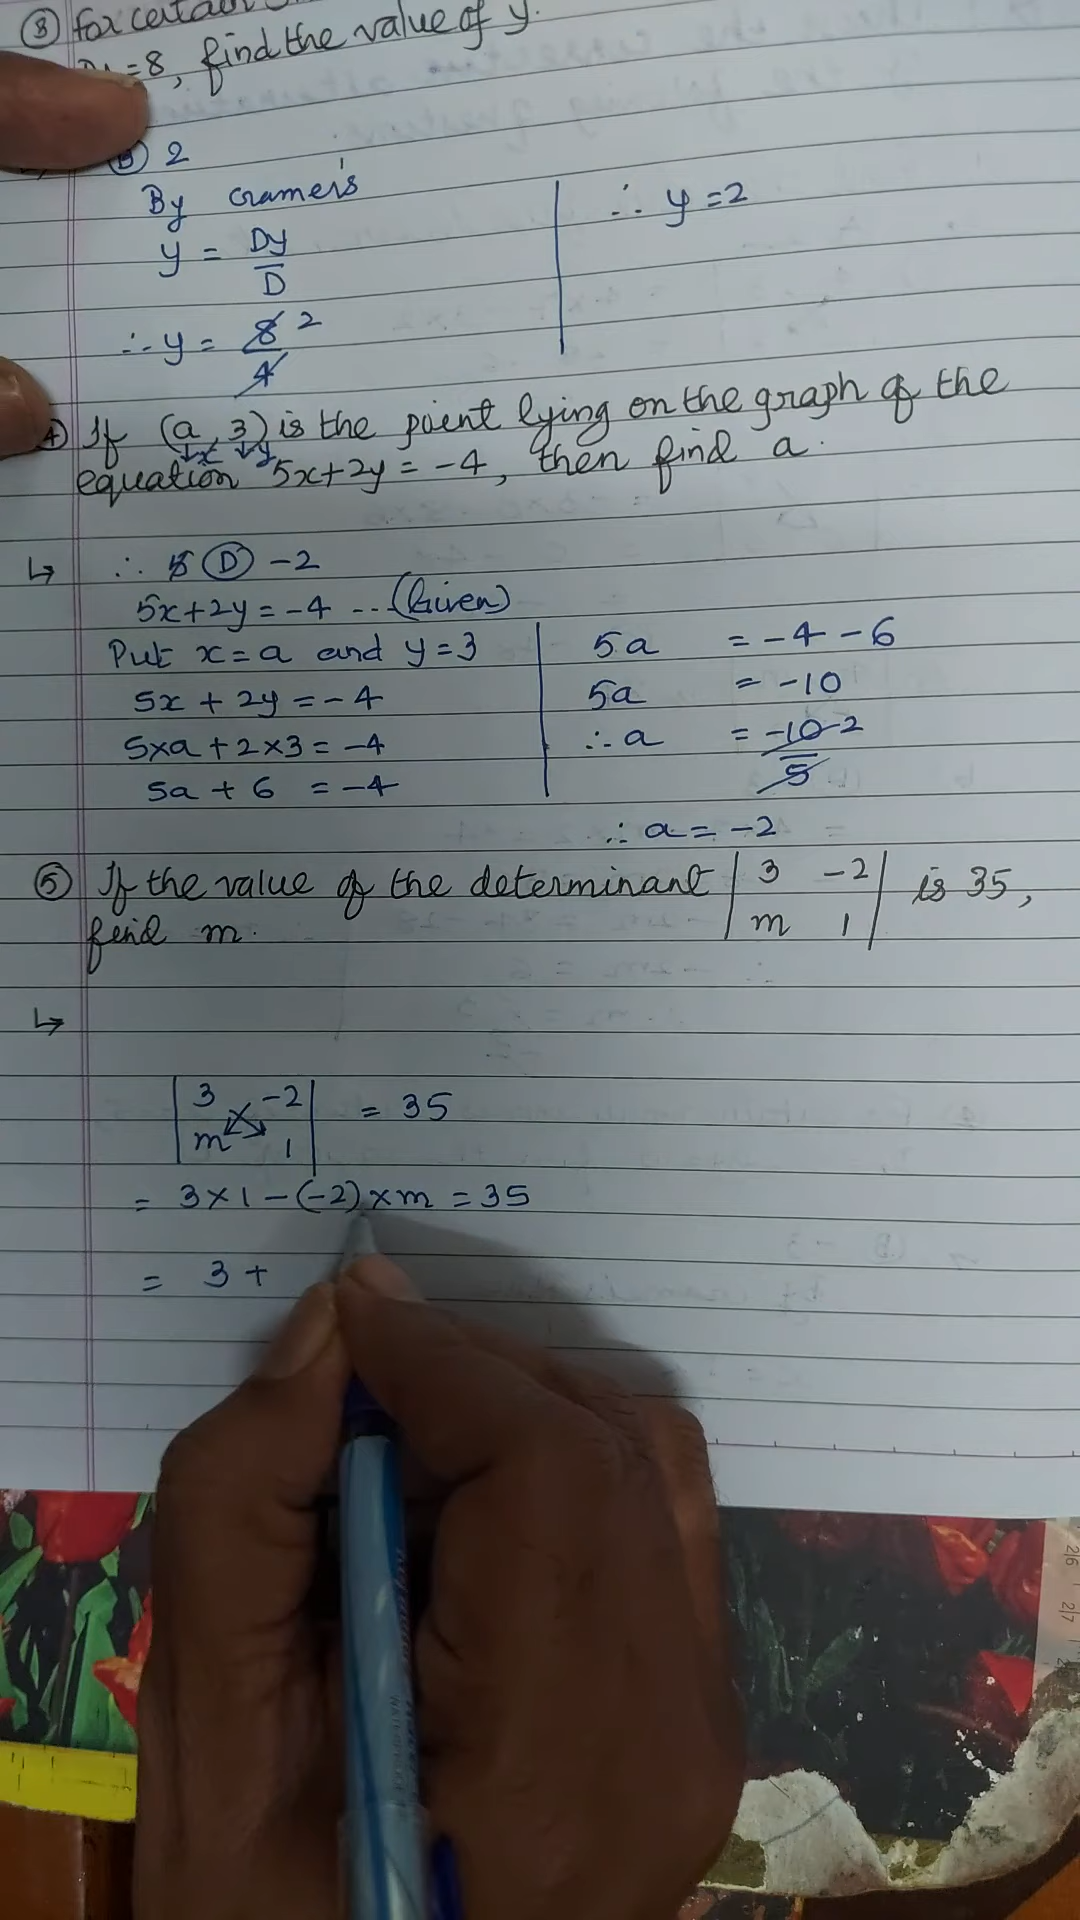 ③ for certain
=8, find the value of y.
Ⓑ 2
By cramer's
y = Dy/D
∴ y = 8/4 2
∴ y = 2
④ If (a, 3) is the point lying on the graph of the
↓x ↓y
equation 5x+2y = -4, then find a.
↳ ∴ Ⓓ -2
5x+2y = -4 ... (Given)
Put x = a and y = 3
5x + 2y = -4
5×a + 2×3 = -4
5a + 6 = -4
5a = -4 - 6
5a = -10
∴ a = -10/5 -2
∴ a = -2
⑤ If the value of the determinant | 3 -2 | is 35,
find m. | m 1 |
↳
| 3 -2 | = 35
| m 1 |
= 3×1 - (-2) × m = 35
= 3 +
2|6
2|7